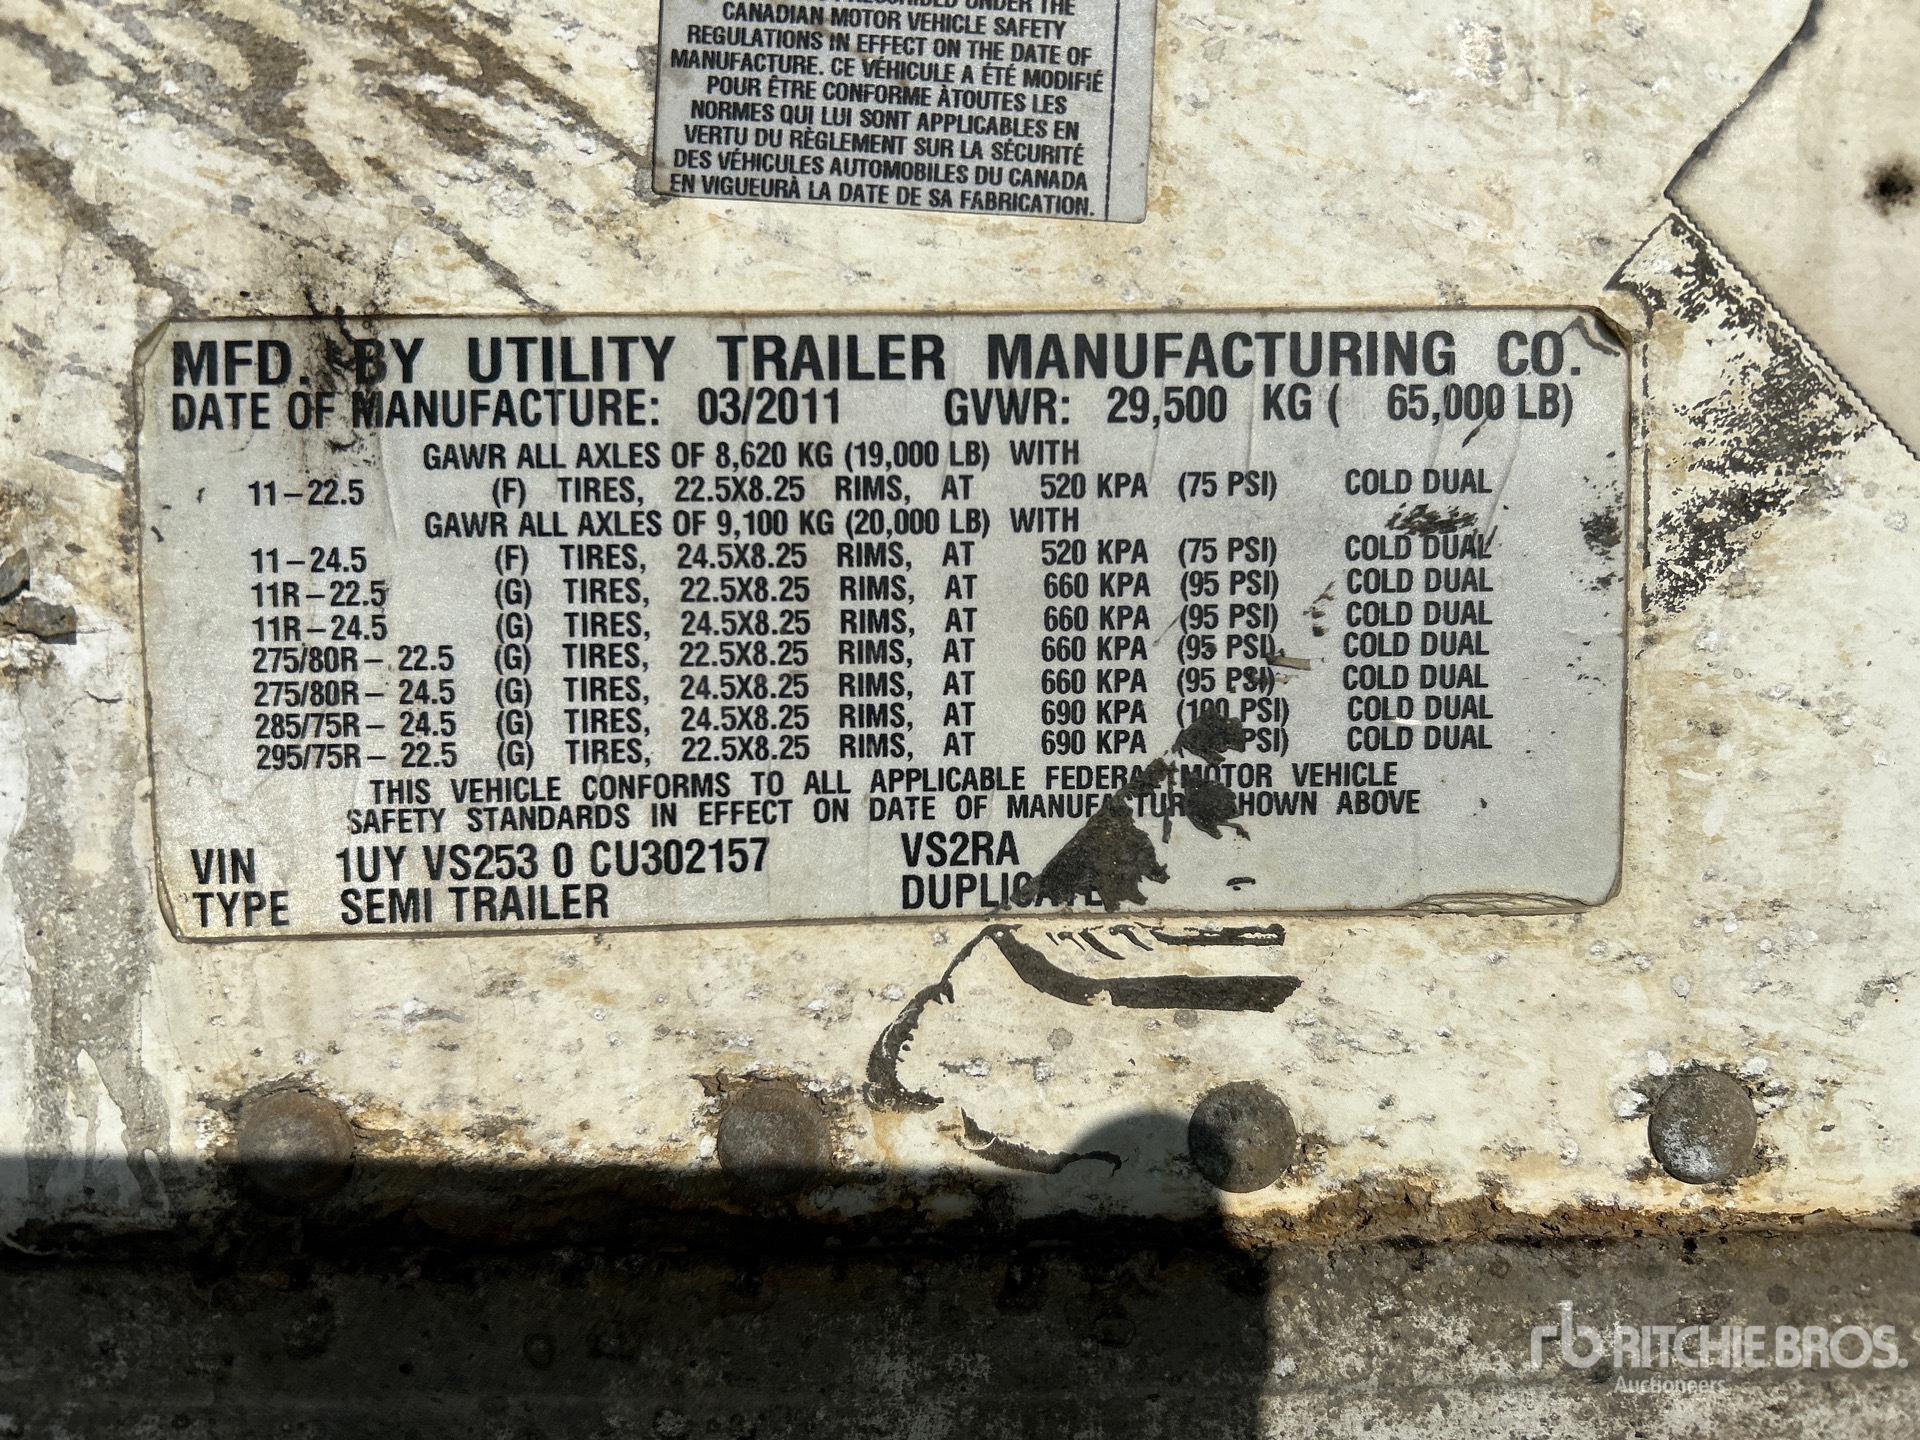 UNDER THE
CANADIAN MOTOR VEHICLE SAFETY
REGULATIONS IN EFFECT ON THE DATE OF
MANUFACTURE. CE VÉHICULE A ÉTÉ MODIFIÉ
POUR ÊTRE CONFORME ÀTOUTES LES
NORMES QUI LUI SONT APPLICABLES EN
VERTU DU RÈGLEMENT SUR LA SÉCURITÉ
DES VÉHICULES AUTOMOBILES DU CANADA
EN VIGUEURÀ LA DATE DE SA FABRICATION.
MFD. BY UTILITY TRAILER MANUFACTURING CO.
DATE OF MANUFACTURE: 03/2011 GVWR: 29,500 KG ( 65,000 LB)
GAWR ALL AXLES OF 8,620 KG (19,000 LB) WITH
11-22.5 (F) TIRES, 22.5X8.25 RIMS, AT 520 KPA (75 PSI) COLD DUAL
GAWR ALL AXLES OF 9,100 KG (20,000 LB) WITH
11-24.5 (F) TIRES, 24.5X8.25 RIMS, AT 520 KPA (75 PSI) COLD DUAL
11R-22.5 (G) TIRES, 22.5X8.25 RIMS, AT 660 KPA (95 PSI) COLD DUAL
11R-24.5 (G) TIRES, 24.5X8.25 RIMS, AT 660 KPA (95 PSI) COLD DUAL
275/80R- 22.5 (G) TIRES, 22.5X8.25 RIMS, AT 660 KPA (95 PSI) COLD DUAL
275/80R- 24.5 (G) TIRES, 24.5X8.25 RIMS, AT 660 KPA (95 PSI) COLD DUAL
285/75R- 24.5 (G) TIRES, 24.5X8.25 RIMS, AT 690 KPA (100 PSI) COLD DUAL
295/75R- 22.5 (G) TIRES, 22.5X8.25 RIMS, AT 690 KPA PSI) COLD DUAL
THIS VEHICLE CONFORMS TO ALL APPLICABLE FEDERAL MOTOR VEHICLE
SAFETY STANDARDS IN EFFECT ON DATE OF MANUFACTURE SHOWN ABOVE
VIN 1UY VS253 0 CU302157 VS2RA
TYPE SEMI TRAILER DUPLICATE
rb RITCHIE BROS.
Auctioneers